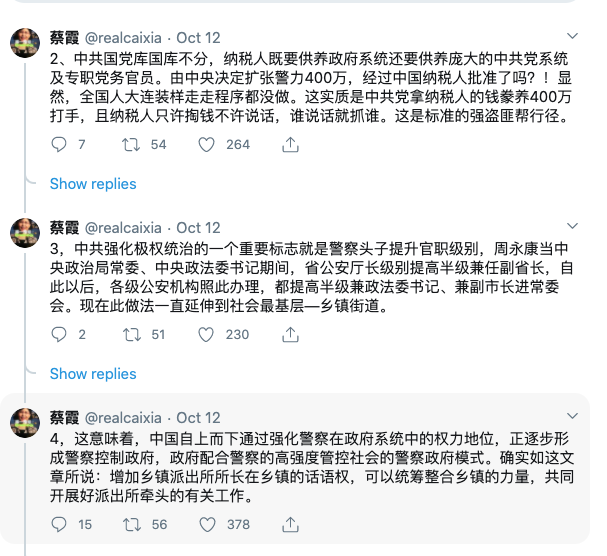 蔡霞 @realcaixia · Oct 12
2、中共国党库国库不分，纳税人既要供养政府系统还要供养庞大的中共党系统
及专职党务官员。由中央决定扩张警力400万，经过中国纳税人批准了吗？！显
然，全国人大连装样走走程序都没做。这实质是中共党拿纳税人的钱豢养400万
打手，且纳税人只许掏钱不许说话，谁说话就抓谁。这是标准的强盗匪帮行径。
7 54 264
Show replies
蔡霞 @realcaixia · Oct 12
3，中共强化极权统治的一个重要标志就是警察头子提升官职级别，周永康当中
央政治局常委、中央政法委书记期间，省公安厅长级别提高半级兼任副省长，自
此以后，各级公安机构照此办理，都提高半级兼政法委书记、兼副市长进常委
会。现在此做法一直延伸到社会最基层—乡镇街道。
2 51 230
Show replies
蔡霞 @realcaixia · Oct 12
4，这意味着，中国自上而下通过强化警察在政府系统中的权力地位，正逐步形
成警察控制政府，政府配合警察的高强度管控社会的警察政府模式。确实如这文
章所说：增加乡镇派出所所长在乡镇的话语权，可以统筹整合乡镇的力量，共同
开展好派出所牵头的有关工作。
15 56 378